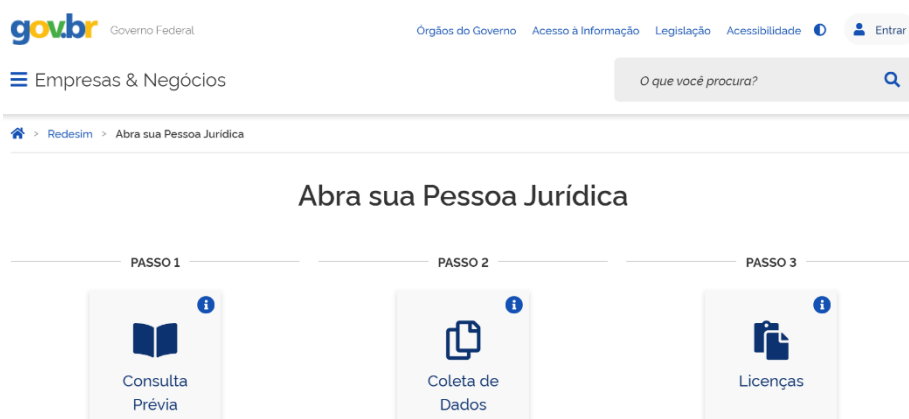 gov.br Governo Federal Órgãos do Governo Acesso à Informação Legislação Acessibilidade Entrar
Empresas & Negócios O que você procura?
> Redesim > Abra sua Pessoa Jurídica
Abra sua Pessoa Jurídica
PASSO 1 PASSO 2 PASSO 3
Consulta
Prévia
Coleta de
Dados
Licenças